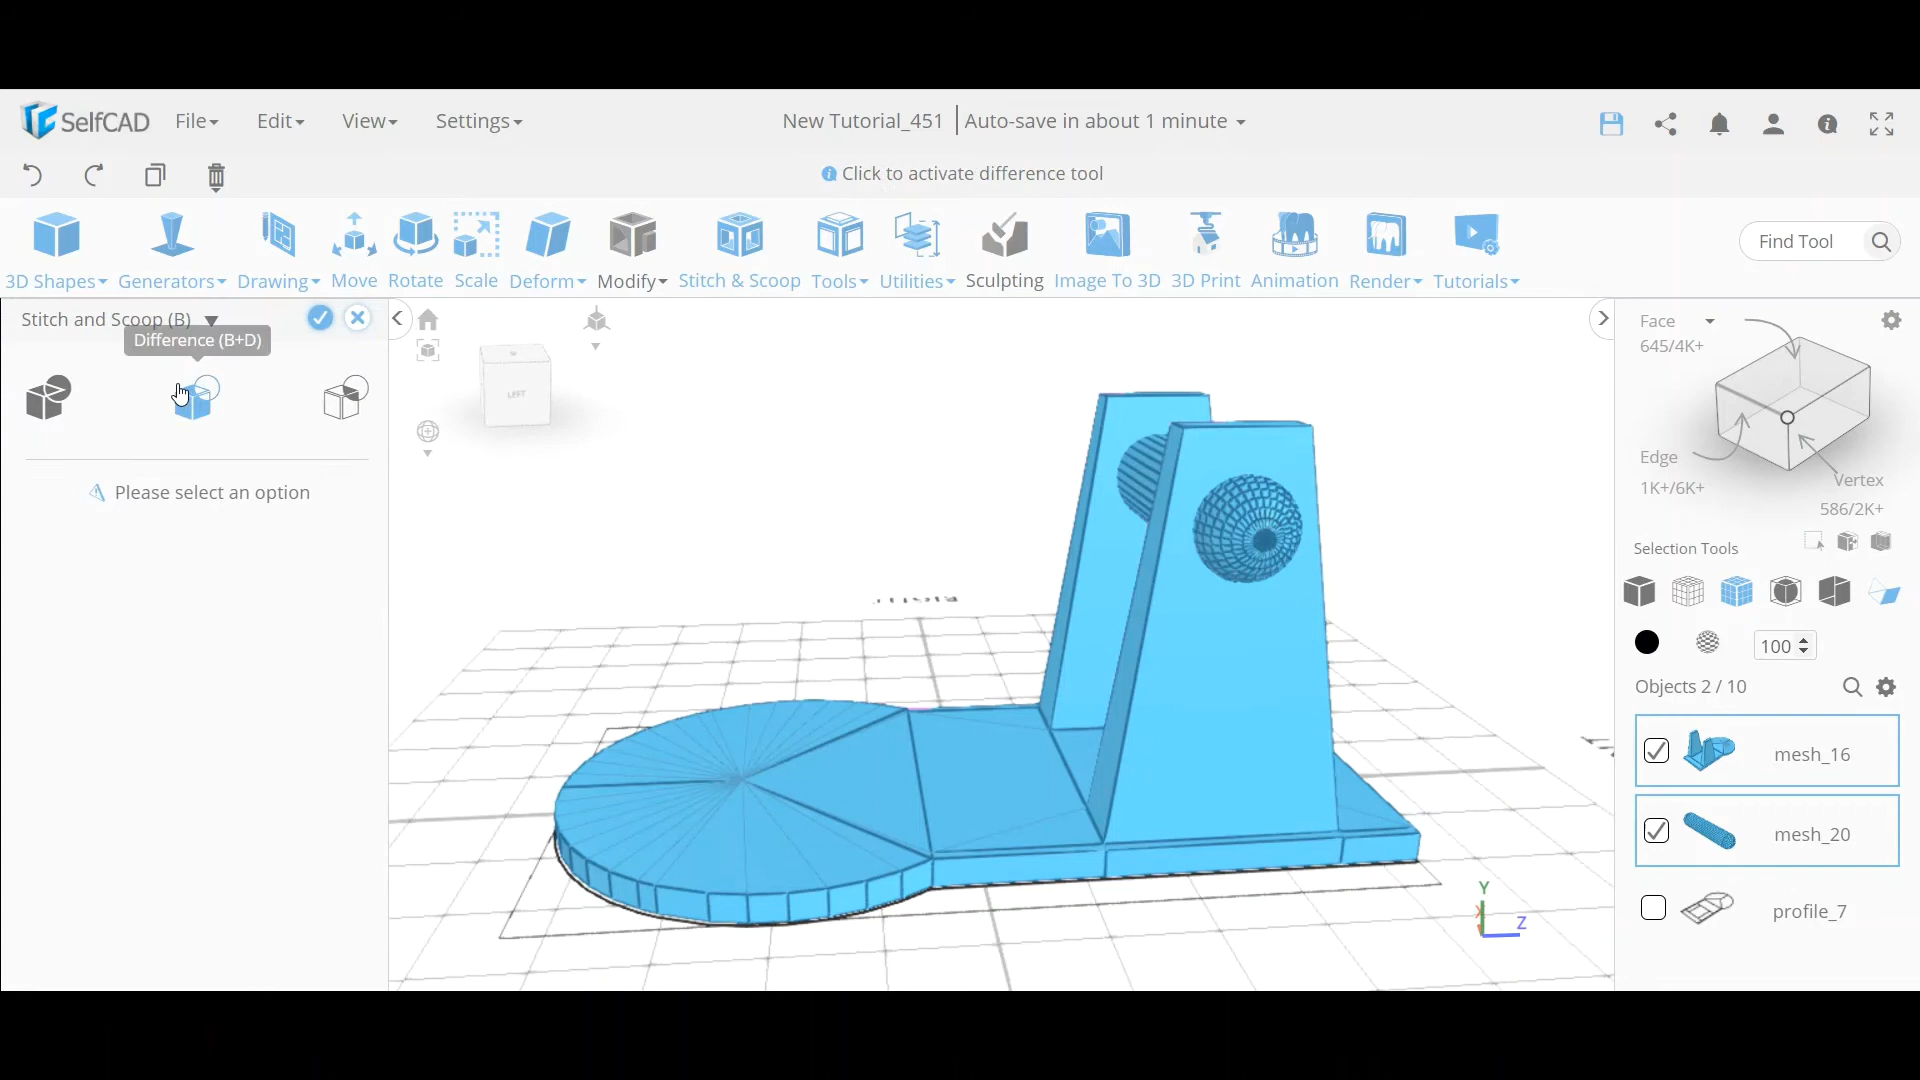 SelfCAD File Edit View Settings New Tutorial_451 Auto-save in about 1 minute
Click to activate difference tool
3D Shapes Generators Drawing Move Rotate Scale Deform Modify Stitch & Scoop Tools Utilities Sculpting Image To 3D 3D Print Animation Render Tutorials Find Tool
Stitch and Scoop (B)
Difference (B+D)
Please select an option
LEFT
RIGHT
Y
X
Z
Face
645/4K+
Edge
1K+/6K+
Vertex
586/2K+
Selection Tools
100
Objects 2 / 10
mesh_16
mesh_20
profile_7